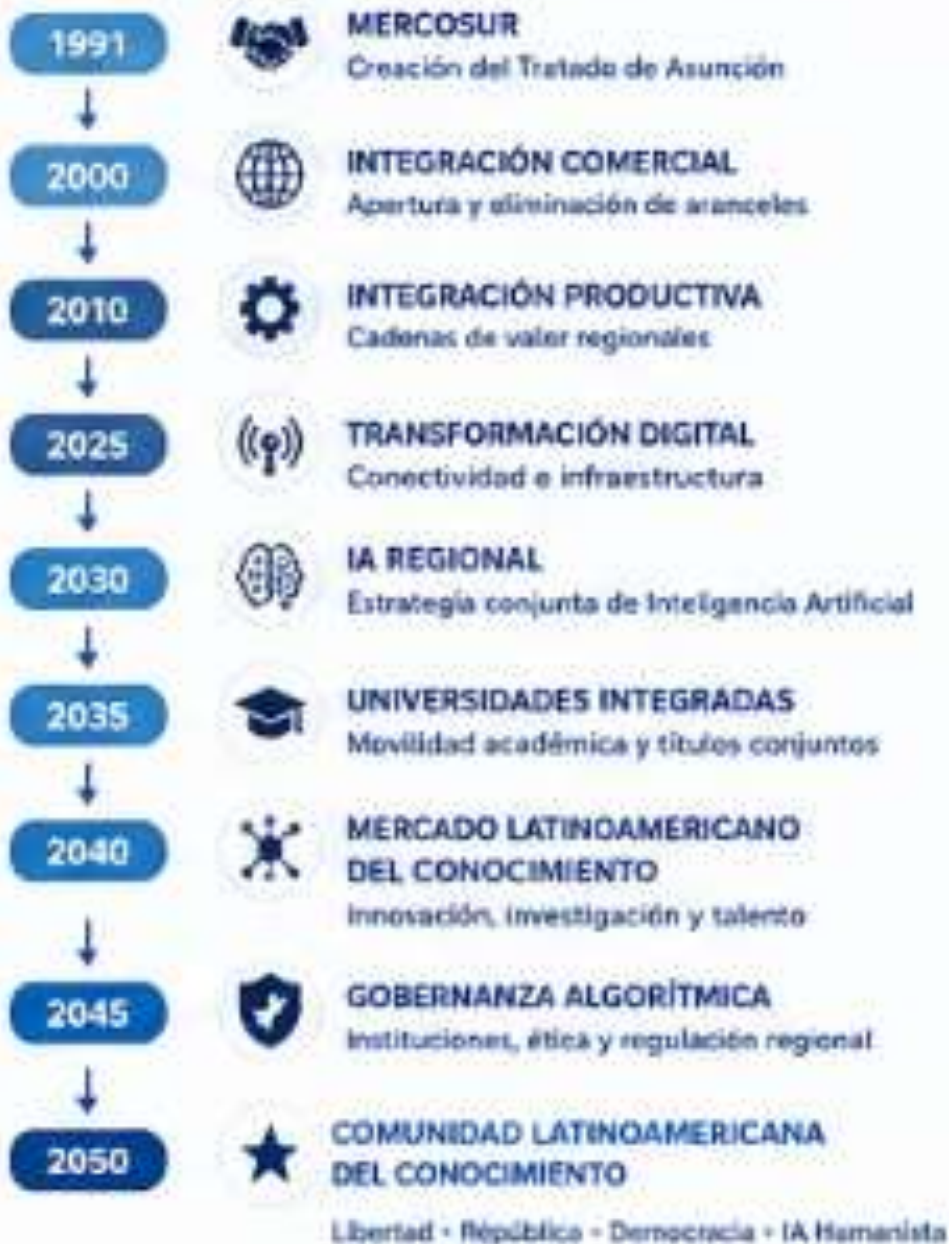 1991
MERCOSUR
Creación del Tratado de Asunción
2000
INTEGRACIÓN COMERCIAL
Apertura y eliminación de aranceles
2010
INTEGRACIÓN PRODUCTIVA
Cadenas de valor regionales
2025
TRANSFORMACIÓN DIGITAL
Conectividad e infraestructura
2030
IA REGIONAL
Estrategia conjunta de Inteligencia Artificial
2035
UNIVERSIDADES INTEGRADAS
Movilidad académica y títulos conjuntos
2040
MERCADO LATINOAMERICANO
DEL CONOCIMIENTO
Innovación, investigación y talento
2045
GOBERNANZA ALGORÍTMICA
Instituciones, ética y regulación regional
2050
COMUNIDAD LATINOAMERICANA
DEL CONOCIMIENTO
Libertad • República • Democracia • IA Humanista